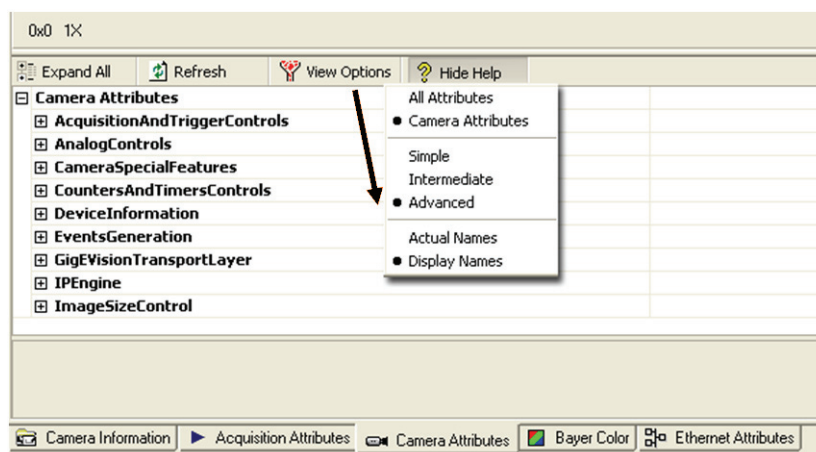 0x0 1X
Expand All Refresh View Options Hide Help
Camera Attributes
AcquisitionAndTriggerControls
AnalogControls
CameraSpecialFeatures
CountersAndTimersControls
DeviceInformation
EventsGeneration
GigEVisionTransportLayer
IPEngine
ImageSizeControl
All Attributes
Camera Attributes
Simple
Intermediate
Advanced
Actual Names
Display Names
Camera Information Acquisition Attributes Camera Attributes Bayer Color Ethernet Attributes